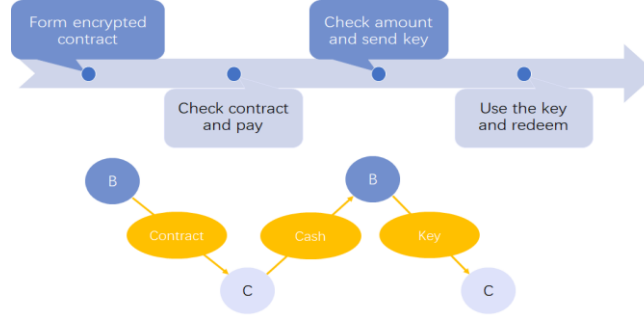 Form encrypted
contract
Check amount
and send key
Check contract
and pay
Use the key
and redeem
B
B
Contract
Cash
Key
C
C